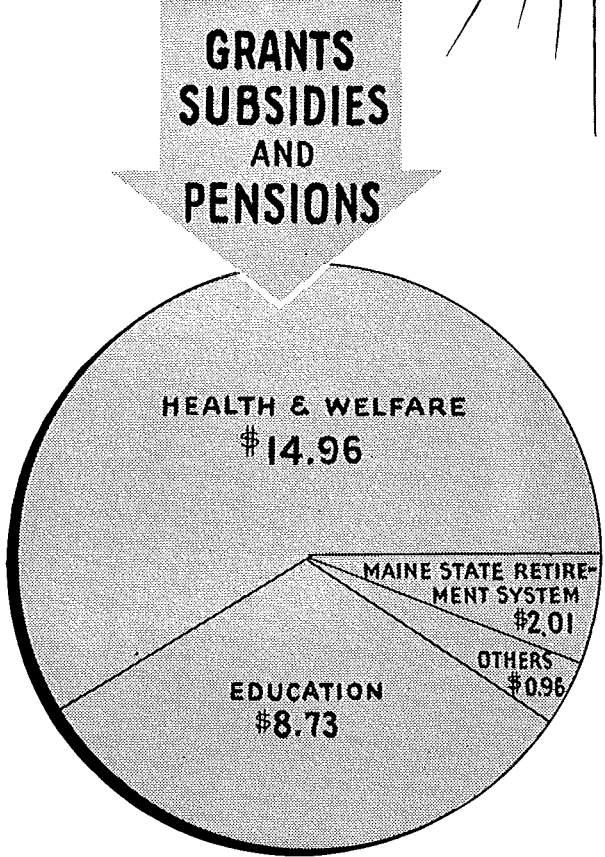 GRANTS
SUBSIDIES
AND
PENSIONS
HEALTH & WELFARE
$14.96
MAINE STATE RETIRE-
MENT SYSTEM
$2.01
OTHERS
$0.96
EDUCATION
$8.73